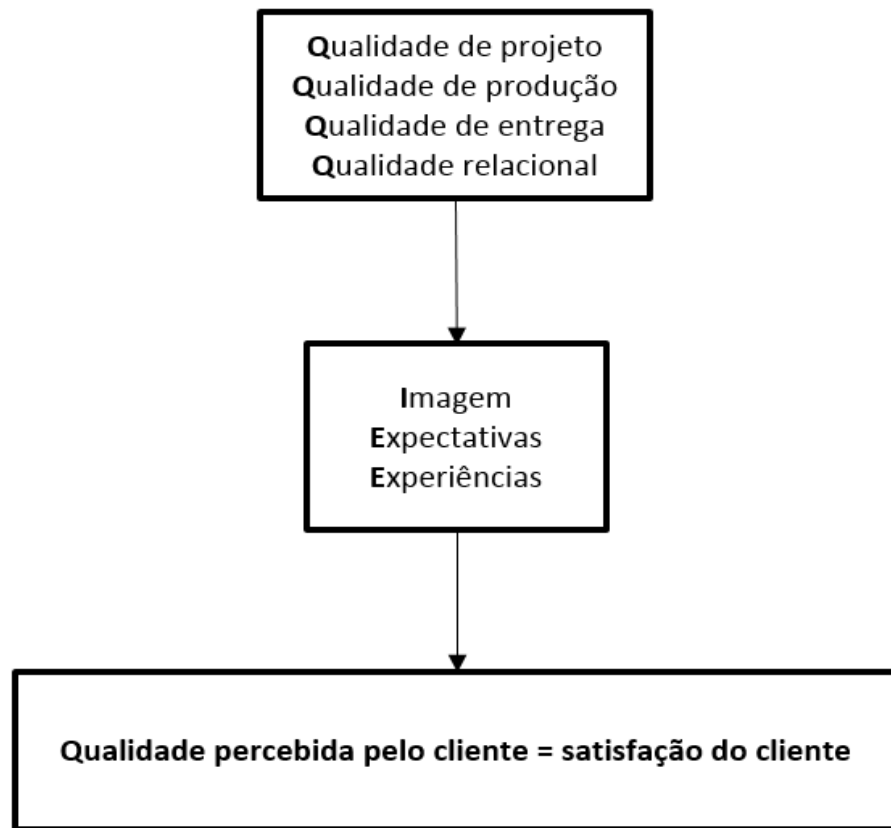 Qualidade de projeto
Qualidade de produção
Qualidade de entrega
Qualidade relacional
Imagem
Expectativas
Experiências
Qualidade percebida pelo cliente = satisfação do cliente